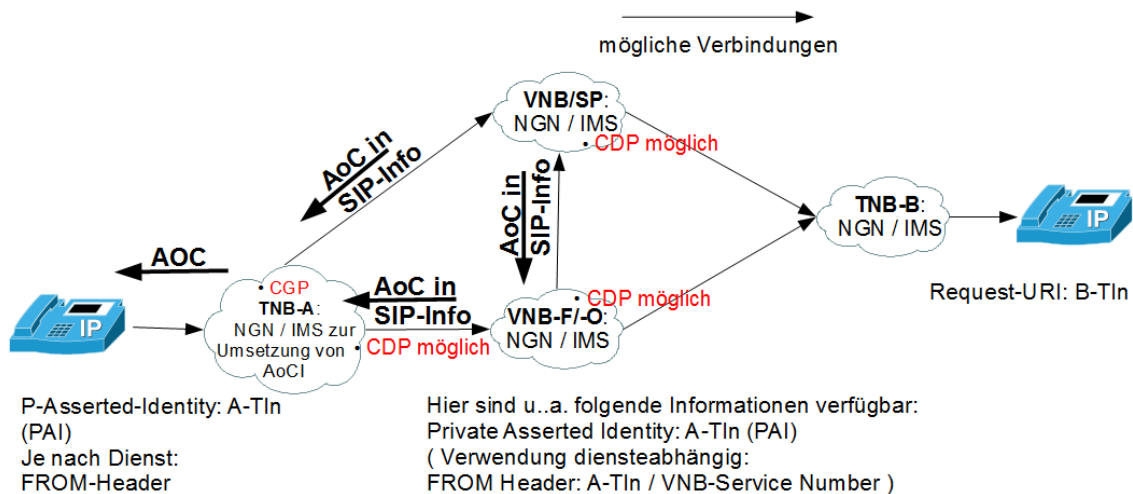 mögliche Verbindungen
VNB/SP:
NGN / IMS
• CDP möglich
AoC in
SIP-Info
AoC in
SIP-Info
TNB-B:
NGN / IMS
IP
Request-URI: B-Tln
AOC
IP
• CGP
TNB-A:
NGN / IMS zur
Umsetzung von
AoCI
AoC in
SIP-Info
• CDP möglich
• CDP möglich
VNB-F/-O:
NGN / IMS
P-Asserted-Identity: A-Tln
(PAI)
Je nach Dienst:
FROM-Header
Hier sind u..a. folgende Informationen verfügbar:
Private Asserted Identity: A-Tln (PAI)
( Verwendung diensteabhängig:
FROM Header: A-Tln / VNB-Service Number )